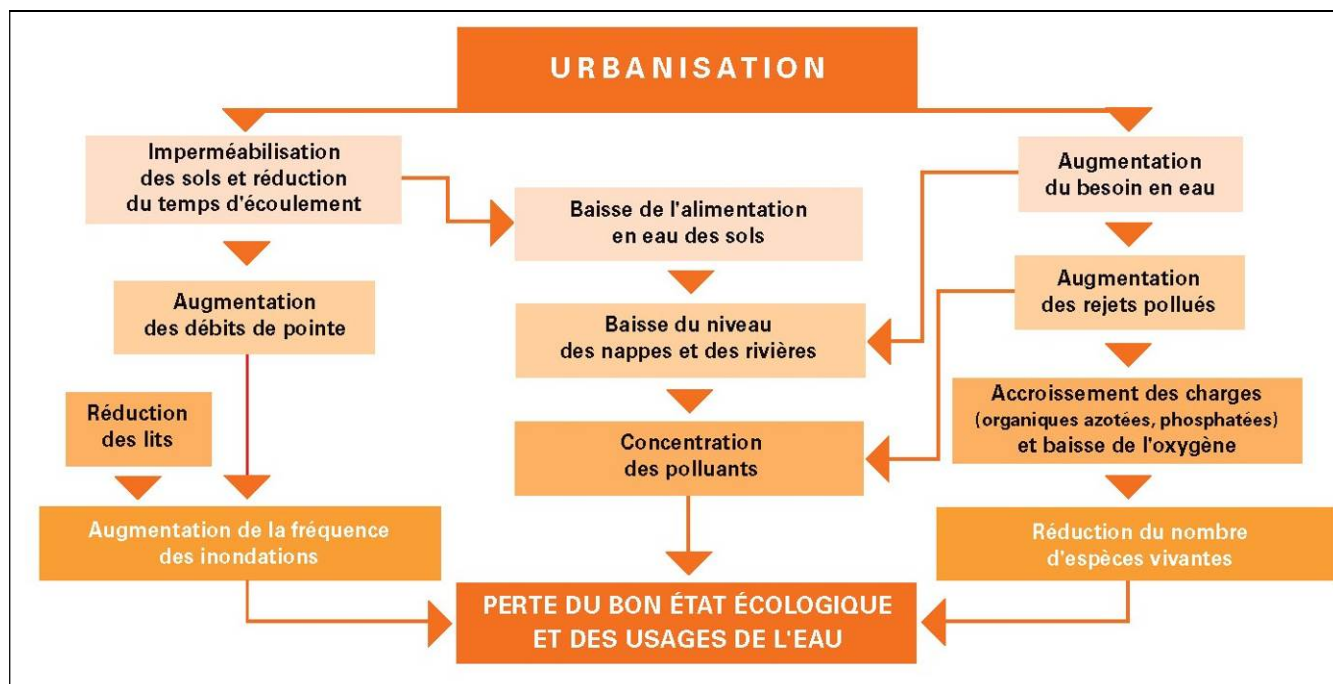 URBANISATION
Imperméabilisation
des sols et réduction
du temps d'écoulement
Augmentation
des débits de pointe
Réduction
des lits
Augmentation de la fréquence
des inondations
Baisse de l'alimentation
en eau des sols
Baisse du niveau
des nappes et des rivières
Concentration
des polluants
Augmentation
du besoin en eau
Augmentation
des rejets pollués
Accroissement des charges
(organiques azotées, phosphatées)
et baisse de l'oxygène
Réduction du nombre
d'espèces vivantes
PERTE DU BON ÉTAT ÉCOLOGIQUE
ET DES USAGES DE L'EAU